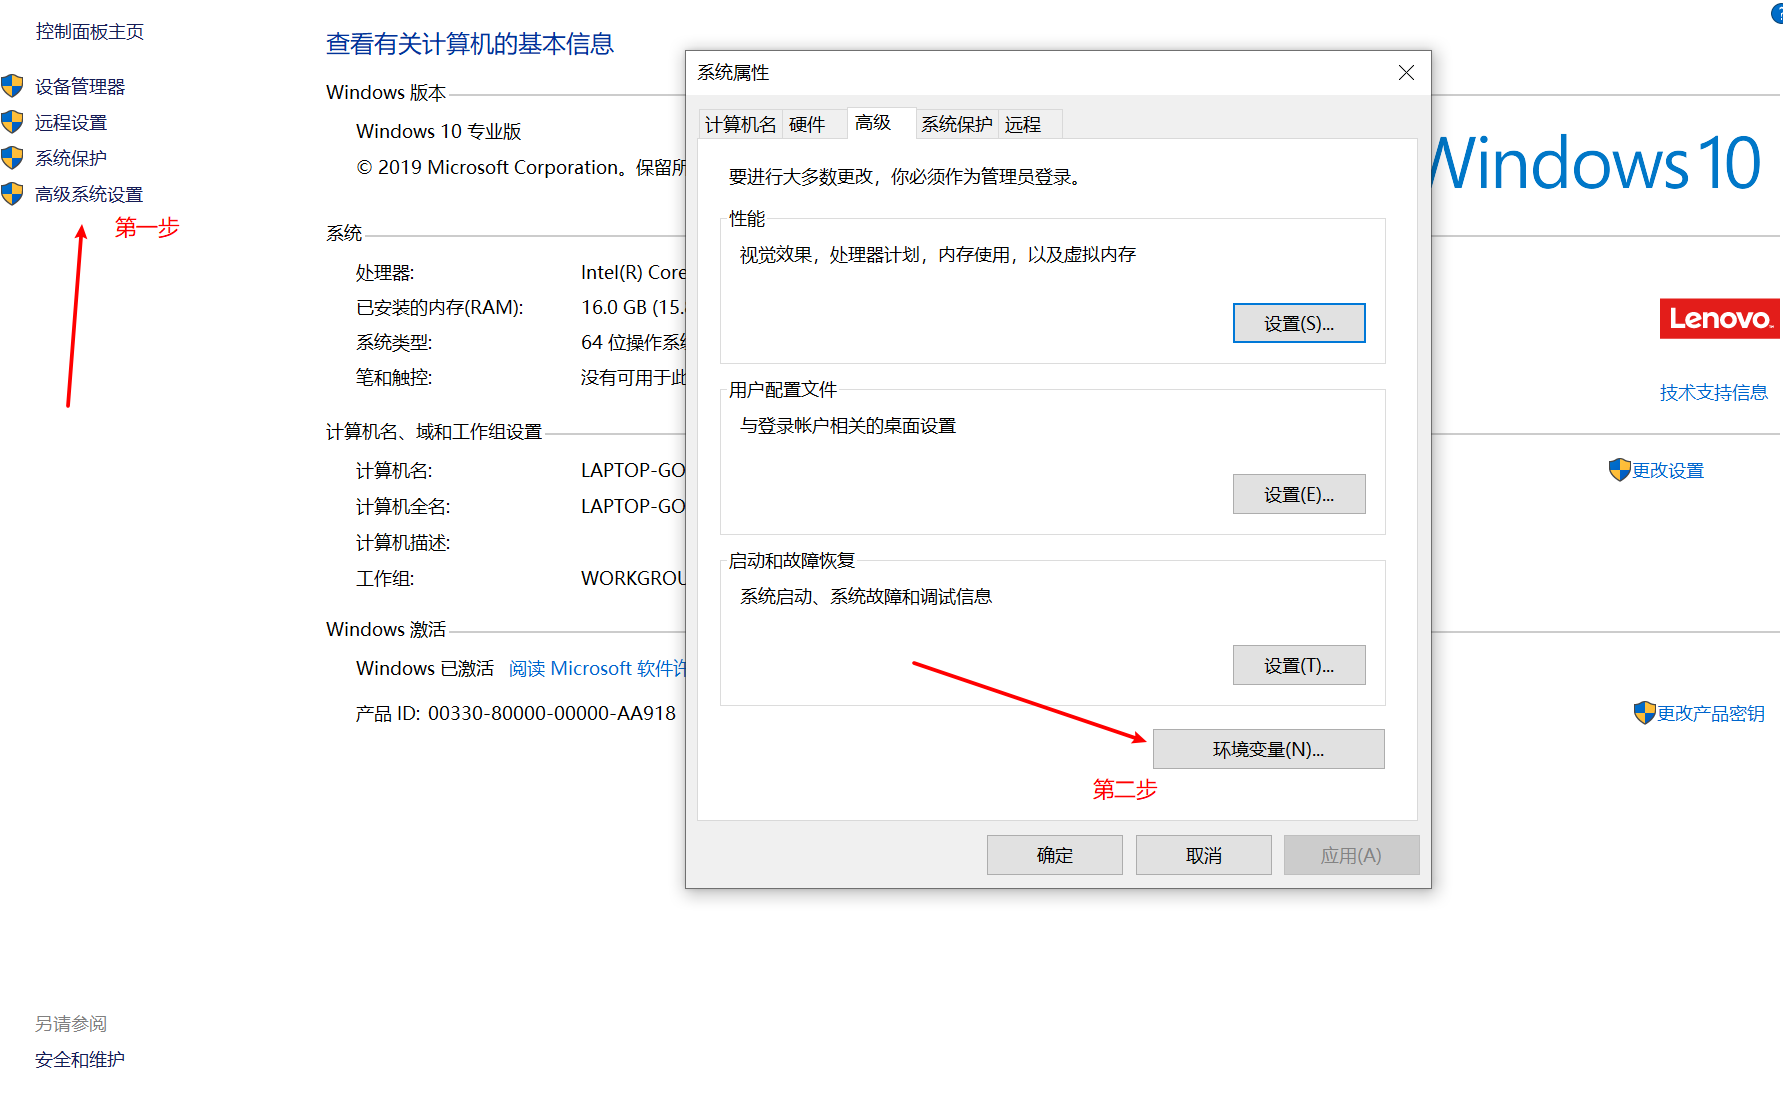 控制面板主页
设备管理器
远程设置
系统保护
高级系统设置
第一步
另请参阅
安全和维护
查看有关计算机的基本信息
Windows 版本
Windows 10 专业版
© 2019 Microsoft Corporation。保留所
系统
处理器:
Intel(R) Core
已安装的内存(RAM):
16.0 GB (15.
系统类型:
64 位操作系统
笔和触控:
没有可用于此
计算机名、域和工作组设置
计算机名:
LAPTOP-GO
计算机全名:
LAPTOP-GO
计算机描述:
工作组:
WORKGROU
Windows 激活
Windows 已激活 阅读 Microsoft 软件许
产品 ID: 00330-80000-00000-AA918
系统属性
计算机名 硬件 高级 系统保护 远程
要进行大多数更改，你必须作为管理员登录。
性能
视觉效果，处理器计划，内存使用，以及虚拟内存
设置(S)...
用户配置文件
与登录帐户相关的桌面设置
设置(E)...
启动和故障恢复
系统启动、系统故障和调试信息
设置(T)...
环境变量(N)...
第二步
确定 取消 应用(A)
Windows 10
Lenovo
技术支持信息
更改设置
更改产品密钥